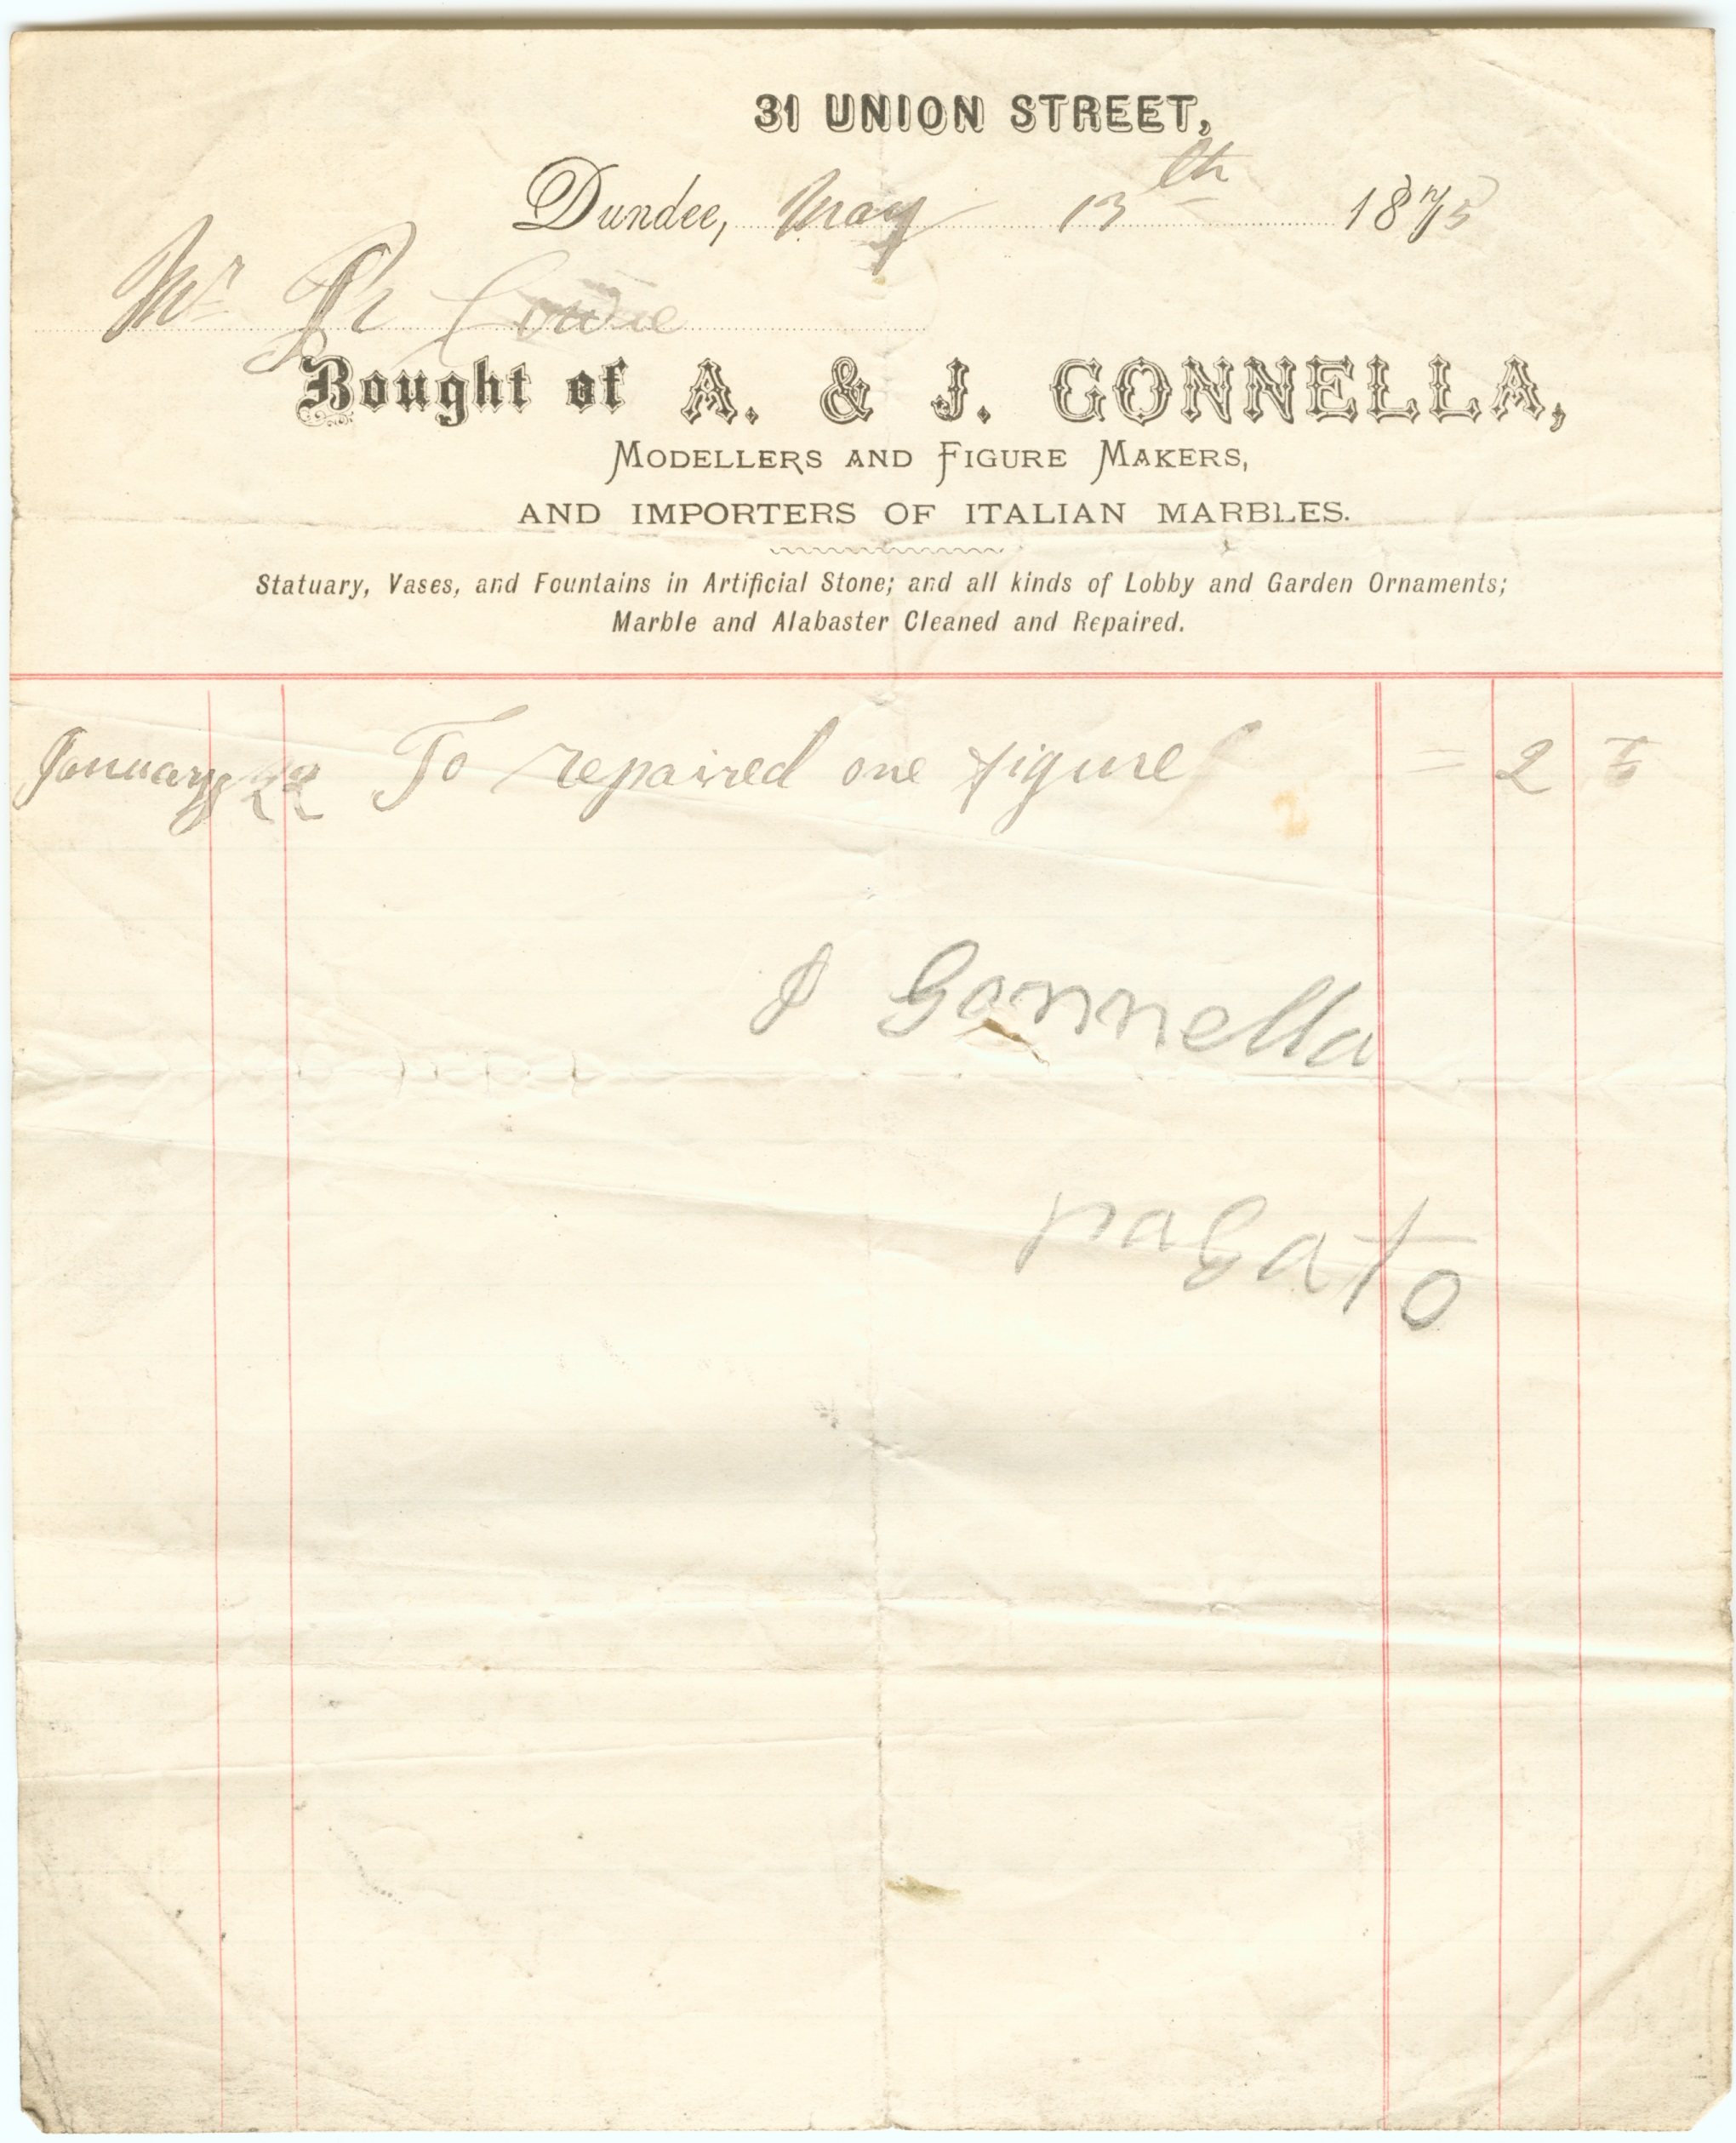 31 UNION STREET,
Dundee, May 13th 1875
Mr R Cowie
Bought of A. & J. GONNELLA,
MODELLERS AND FIGURE MAKERS,
AND IMPORTERS OF ITALIAN MARBLES.
Statuary, Vases, and Fountains in Artificial Stone; and all kinds of Lobby and Garden Ornaments;
Marble and Alabaster Cleaned and Repaired.
January 22 To repaired one figure = 2
J Gonnella
pagato